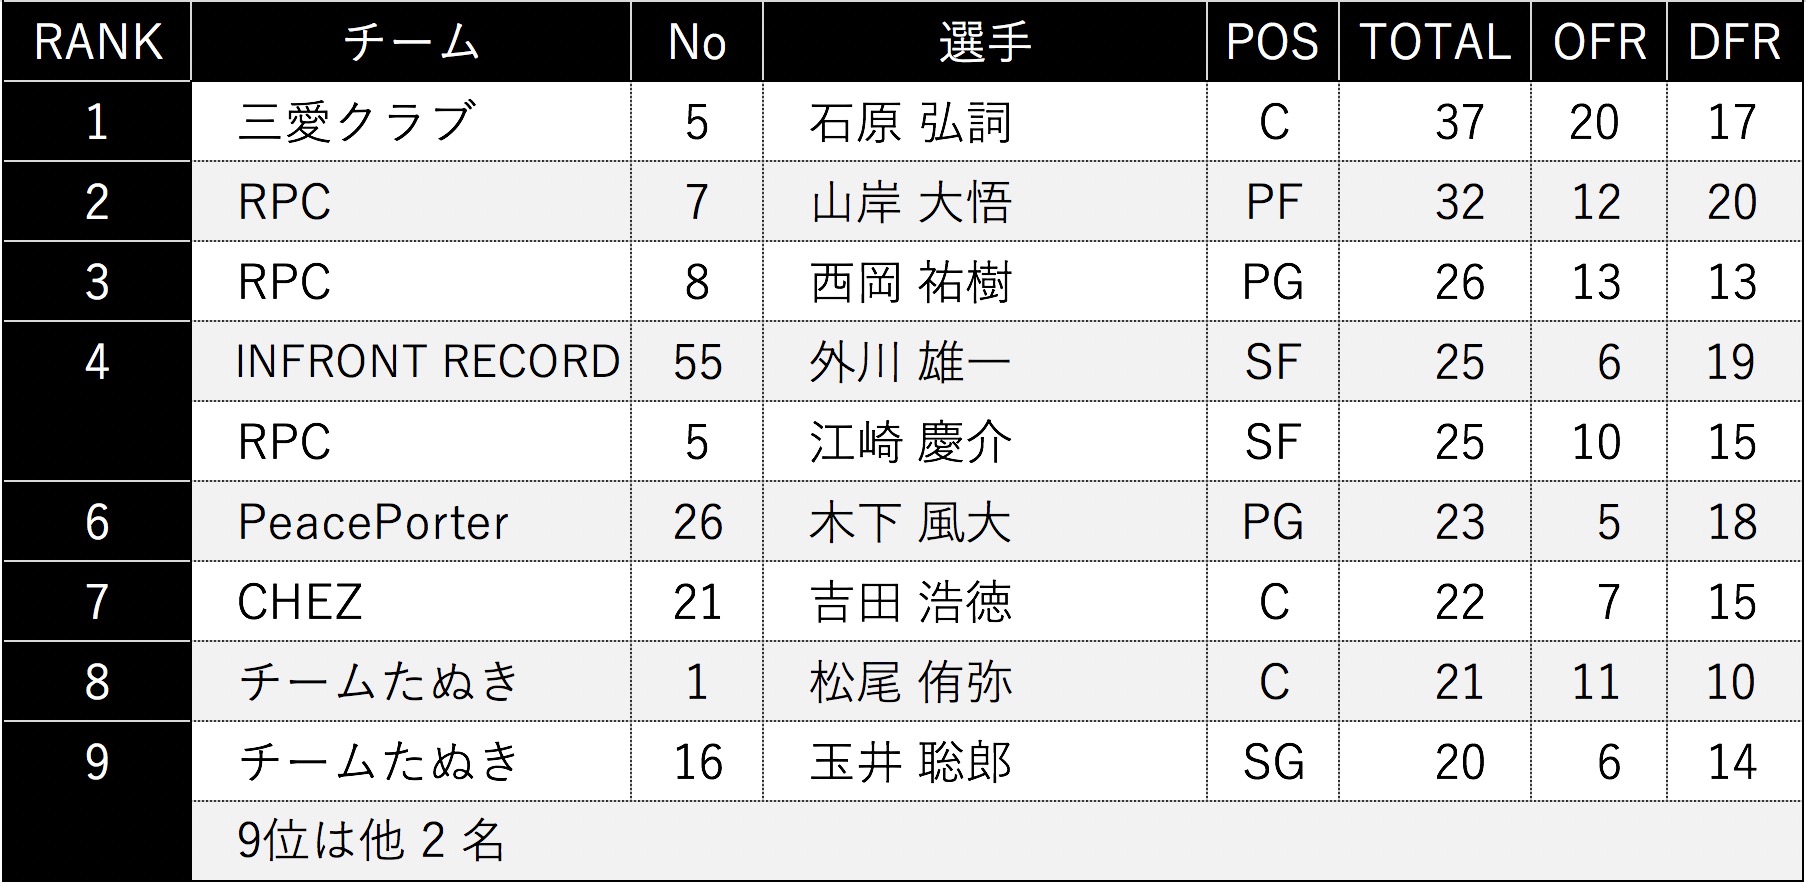 RANK チーム No 選手 POS TOTAL OFR DFR
1 三愛クラブ 5 石原 弘詞 C 37 20 17
2 RPC 7 山岸 大悟 PF 32 12 20
3 RPC 8 西岡 祐樹 PG 26 13 13
4 INFRONT RECORD 55 外川 雄一 SF 25 6 19
RPC 5 江崎 慶介 SF 25 10 15
6 PeacePorter 26 木下 風大 PG 23 5 18
7 CHEZ 21 吉田 浩徳 C 22 7 15
8 チームたぬき 1 松尾 侑弥 C 21 11 10
9 チームたぬき 16 玉井 聡郎 SG 20 6 14
9位は他 2 名